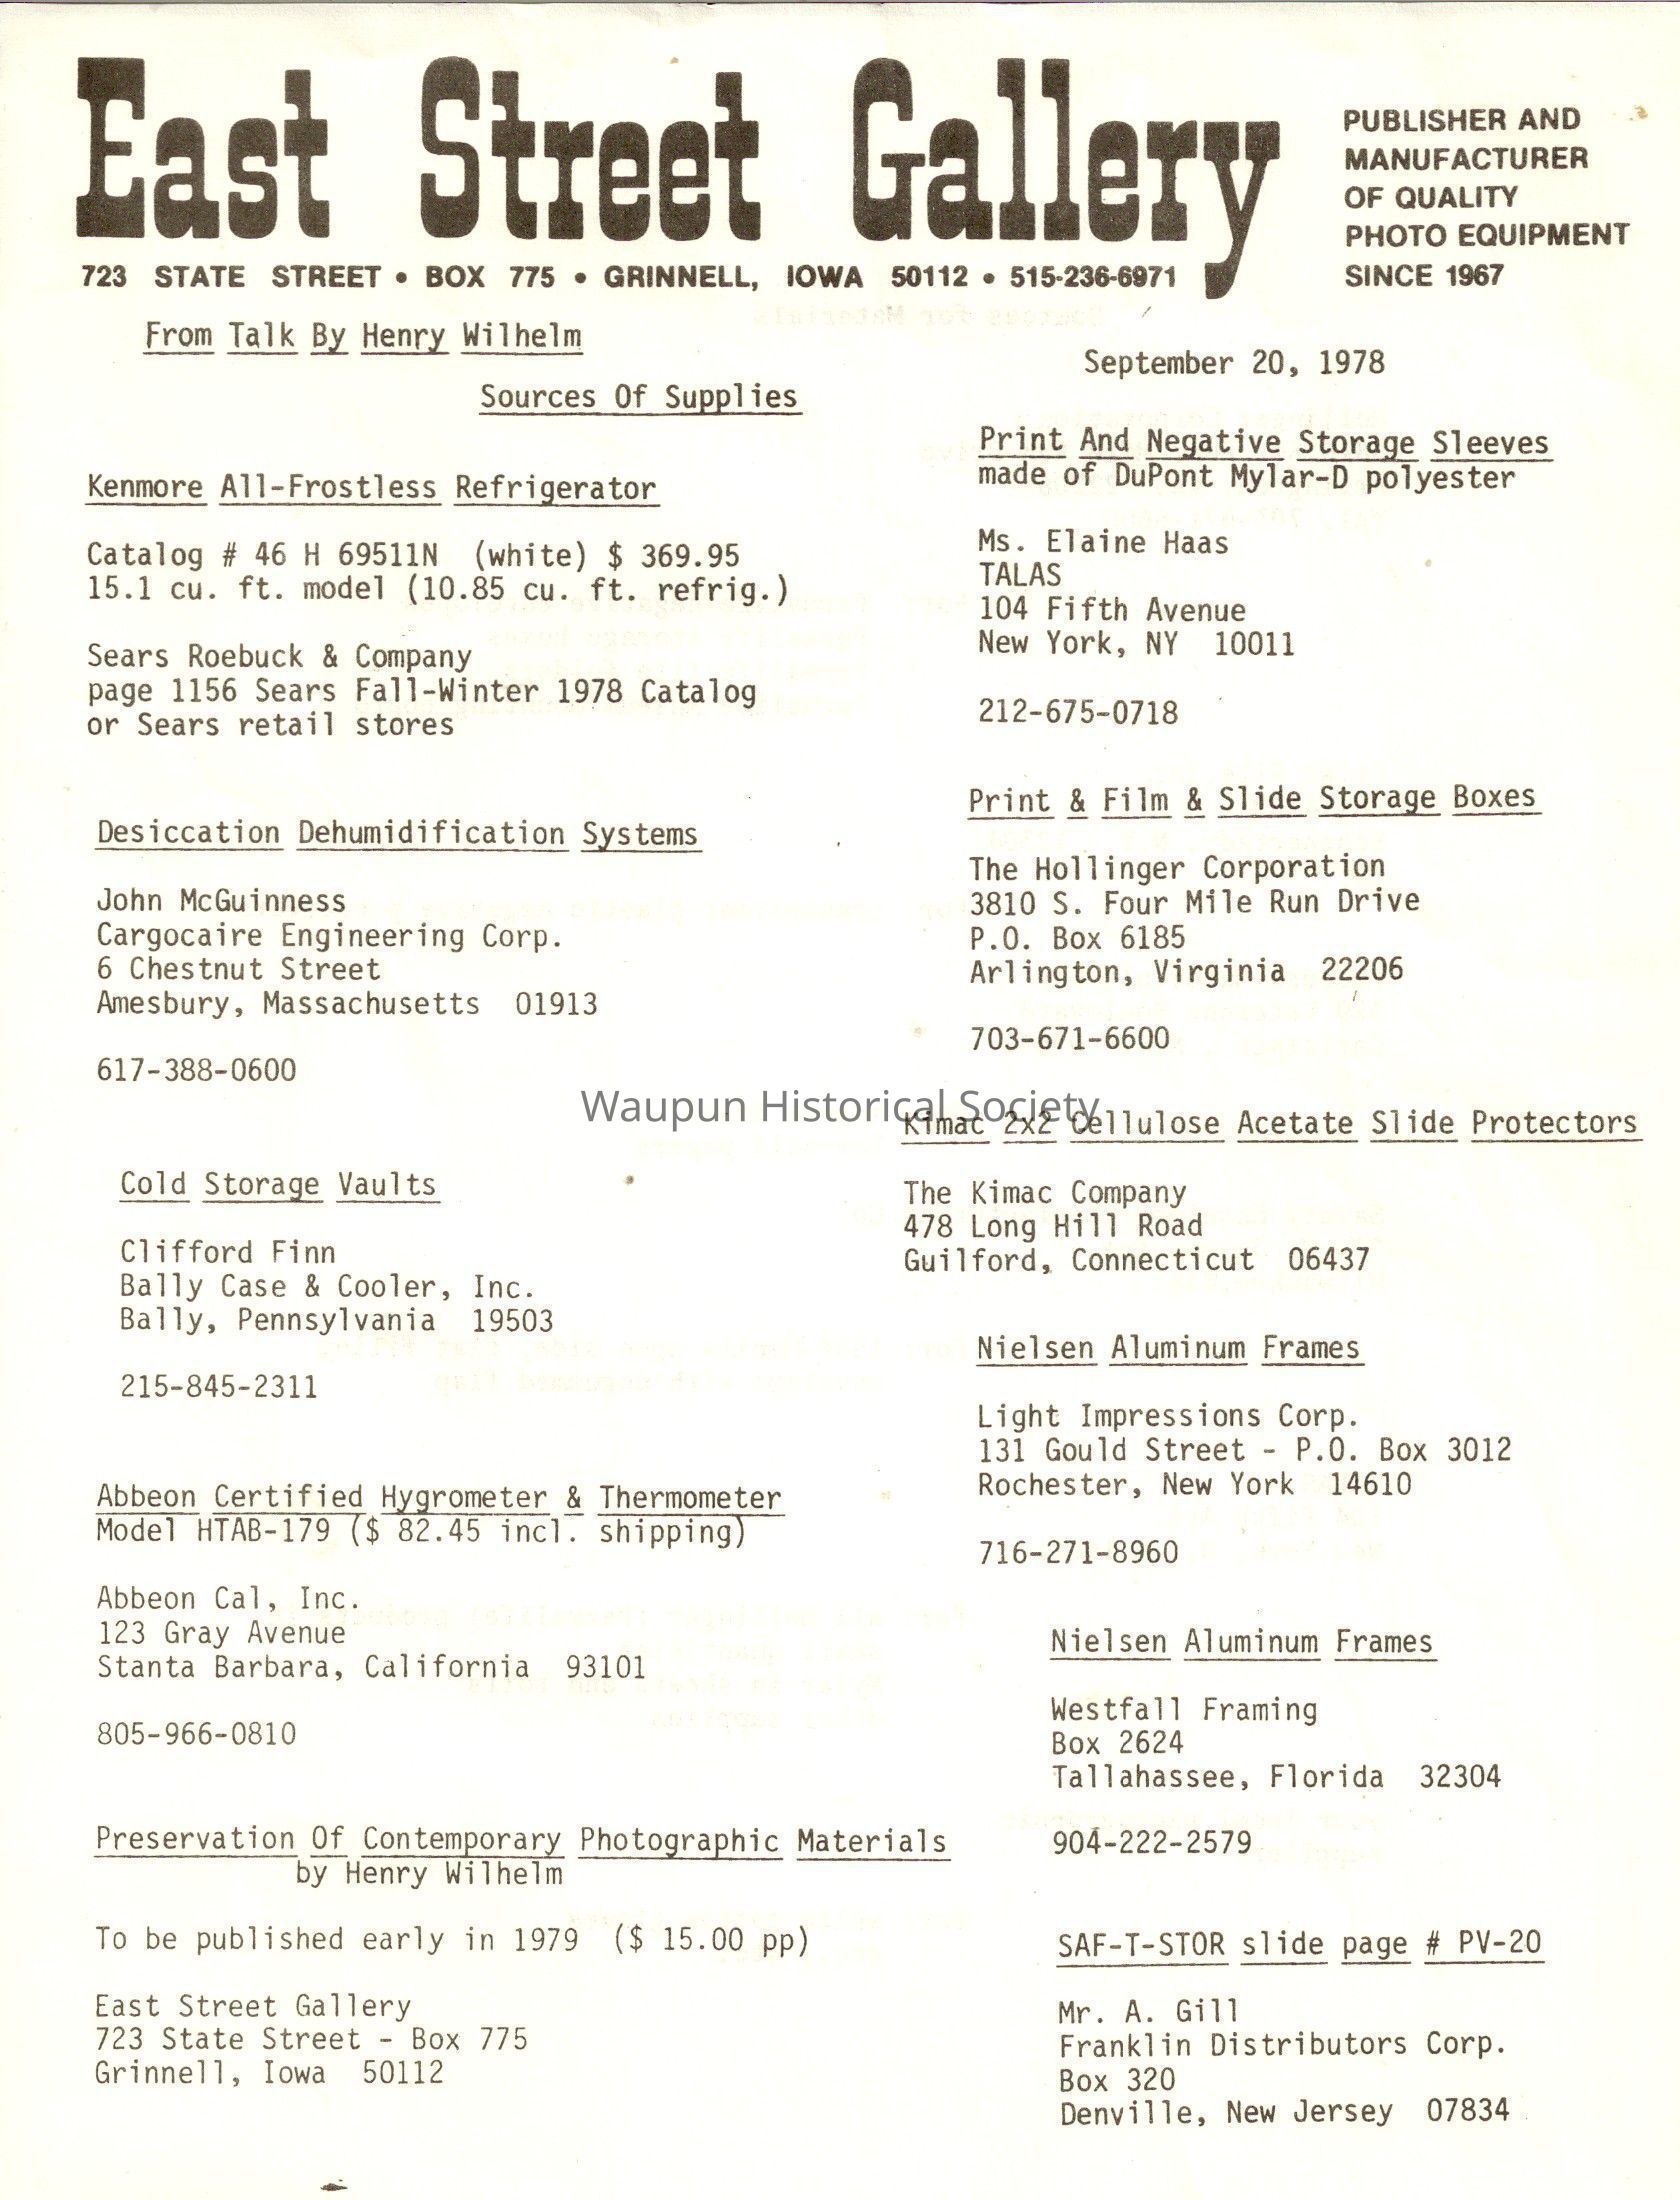 East Street Gallery
PUBLISHER AND
MANUFACTURER
OF QUALITY
PHOTO EQUIPMENT
SINCE 1967
723 STATE STREET • BOX 775 • GRINNELL, IOWA 50112 • 515-236-6971
From Talk By Henry Wilhelm
September 20, 1978
Sources Of Supplies
Kenmore All-Frostless Refrigerator
Catalog # 46 H 69511N (white) $ 369.95
15.1 cu. ft. model (10.85 cu. ft. refrig.)
Sears Roebuck & Company
page 1156 Sears Fall-Winter 1978 Catalog
or Sears retail stores
Desiccation Dehumidification Systems
John McGuinness
Cargocaire Engineering Corp.
6 Chestnut Street
Amesbury, Massachusetts 01913
617-388-0600
Cold Storage Vaults
Clifford Finn
Bally Case & Cooler, Inc.
Bally, Pennsylvania 19503
215-845-2311
Abbeon Certified Hygrometer & Thermometer
Model HTAB-179 ($ 82.45 incl. shipping)
Abbeon Cal, Inc.
123 Gray Avenue
Stanta Barbara, California 93101
805-966-0810
Preservation Of Contemporary Photographic Materials
by Henry Wilhelm
To be published early in 1979 ($ 15.00 pp)
East Street Gallery
723 State Street - Box 775
Grinnell, Iowa 50112
Print And Negative Storage Sleeves
made of DuPont Mylar-D polyester
Ms. Elaine Haas
TALAS
104 Fifth Avenue
New York, NY 10011
212-675-0718
Print & Film & Slide Storage Boxes
The Hollinger Corporation
3810 S. Four Mile Run Drive
P.O. Box 6185
Arlington, Virginia 22206
703-671-6600
Waupun Historical Society
Kimac 2x2 Cellulose Acetate Slide Protectors
The Kimac Company
478 Long Hill Road
Guilford, Connecticut 06437
Nielsen Aluminum Frames
Light Impressions Corp.
131 Gould Street - P.O. Box 3012
Rochester, New York 14610
716-271-8960
Nielsen Aluminum Frames
Westfall Framing
Box 2624
Tallahassee, Florida 32304
904-222-2579
SAF-T-STOR slide page # PV-20
Mr. A. Gill
Franklin Distributors Corp.
Box 320
Denville, New Jersey 07834